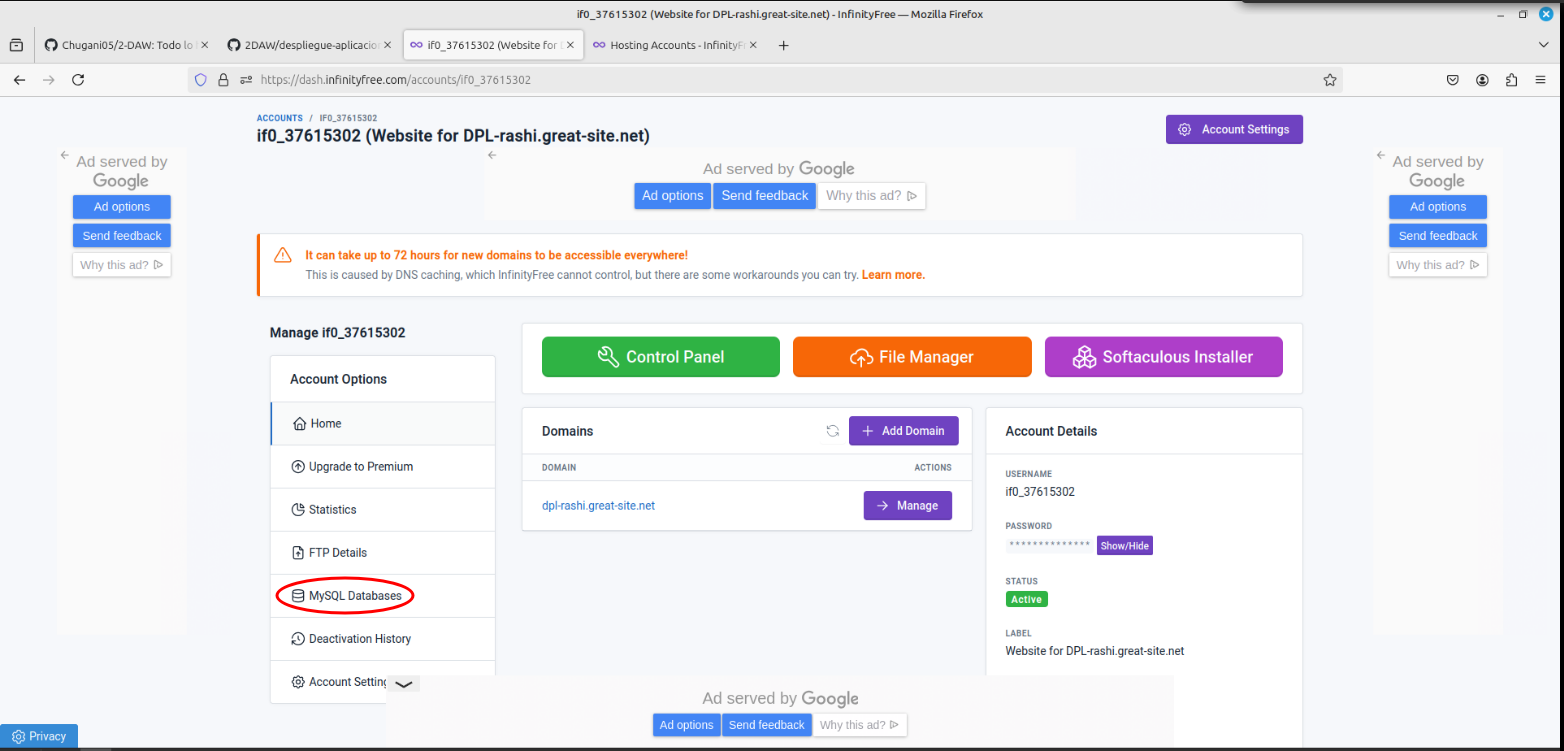 if0_37615302 (Website for DPL-rashi.great-site.net) - InfinityFree — Mozilla Firefox
Chugani05/2-DAW: Todo lo
2DAW/despliegue-aplicacio
if0_37615302 (Website for
Hosting Accounts - InfinityF
https://dash.infinityfree.com/accounts/if0_37615302
ACCOUNTS / IF0_37615302
if0_37615302 (Website for DPL-rashi.great-site.net)
Account Settings
Ad served by
Google
Ad options
Send feedback
Why this ad?
Ad served by Google
Ad options Send feedback Why this ad?
Ad served by
Google
Ad options
Send feedback
Why this ad?
It can take up to 72 hours for new domains to be accessible everywhere!
This is caused by DNS caching, which InfinityFree cannot control, but there are some workarounds you can try. Learn more.
Manage if0_37615302
Account Options
Home
Upgrade to Premium
Statistics
FTP Details
MySQL Databases
Deactivation History
Account Setting
Control Panel
File Manager
Softaculous Installer
Domains
Add Domain
DOMAIN ACTIONS
dpl-rashi.great-site.net
Manage
Account Details
USERNAME
if0_37615302
PASSWORD
************** Show/Hide
STATUS
Active
LABEL
Website for DPL-rashi.great-site.net
Ad served by Google
Ad options Send feedback Why this ad?
Privacy